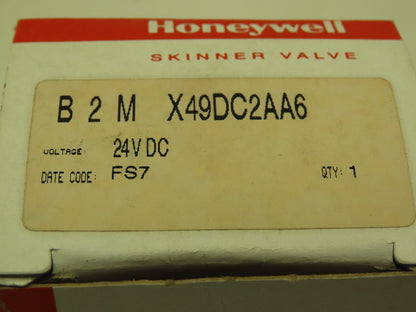 Honeywell
SKINNER VALVE
B 2 M X49DC2AA6
VOLTAGE: 24V DC
DATE CODE: FS7 QTY: 1